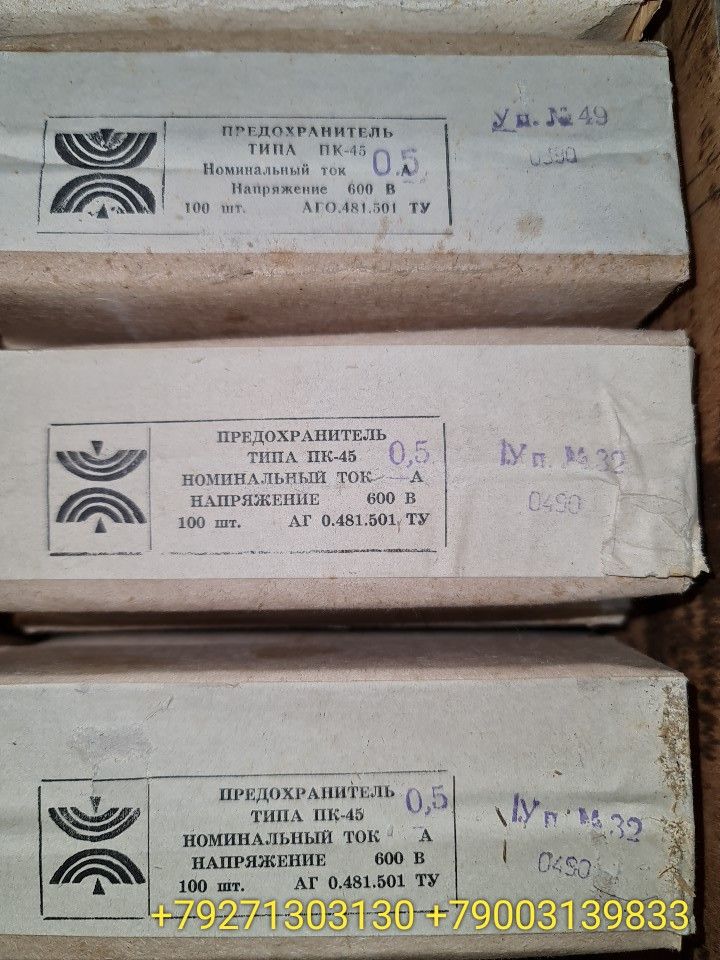 ПРЕДОХРАНИТЕЛЬ
ТИПА ПК-45
Номинальный ток 0,5 А
Напряжение 600 В
100 шт. АГО.481.501 ТУ
Уп. № 49
0390
ПРЕДОХРАНИТЕЛЬ
ТИПА ПК-45
НОМИНАЛЬНЫЙ ТОК 0,5 А
НАПРЯЖЕНИЕ 600 В
100 шт. АГ 0.481.501 ТУ
Уп. № 32
0490
ПРЕДОХРАНИТЕЛЬ
ТИПА ПК-45
НОМИНАЛЬНЫЙ ТОК 0,5 А
НАПРЯЖЕНИЕ 600 В
100 шт. АГ 0.481.501 ТУ
Уп. № 32
0490
+79271303130 +79003139833